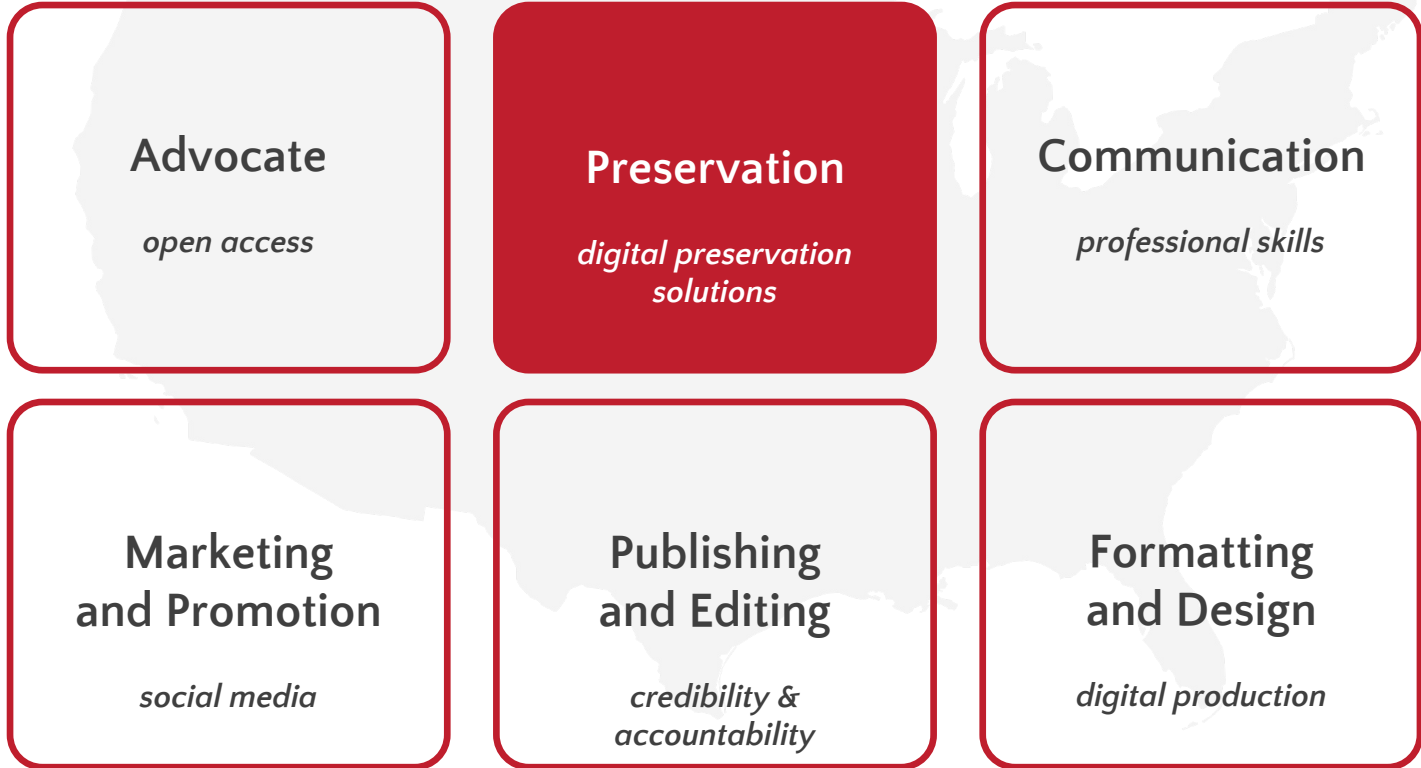 Advocate
open access
Preservation
digital preservation
solutions
Communication
professional skills
Marketing
and Promotion
social media
Publishing
and Editing
credibility &
accountability
Formatting
and Design
digital production